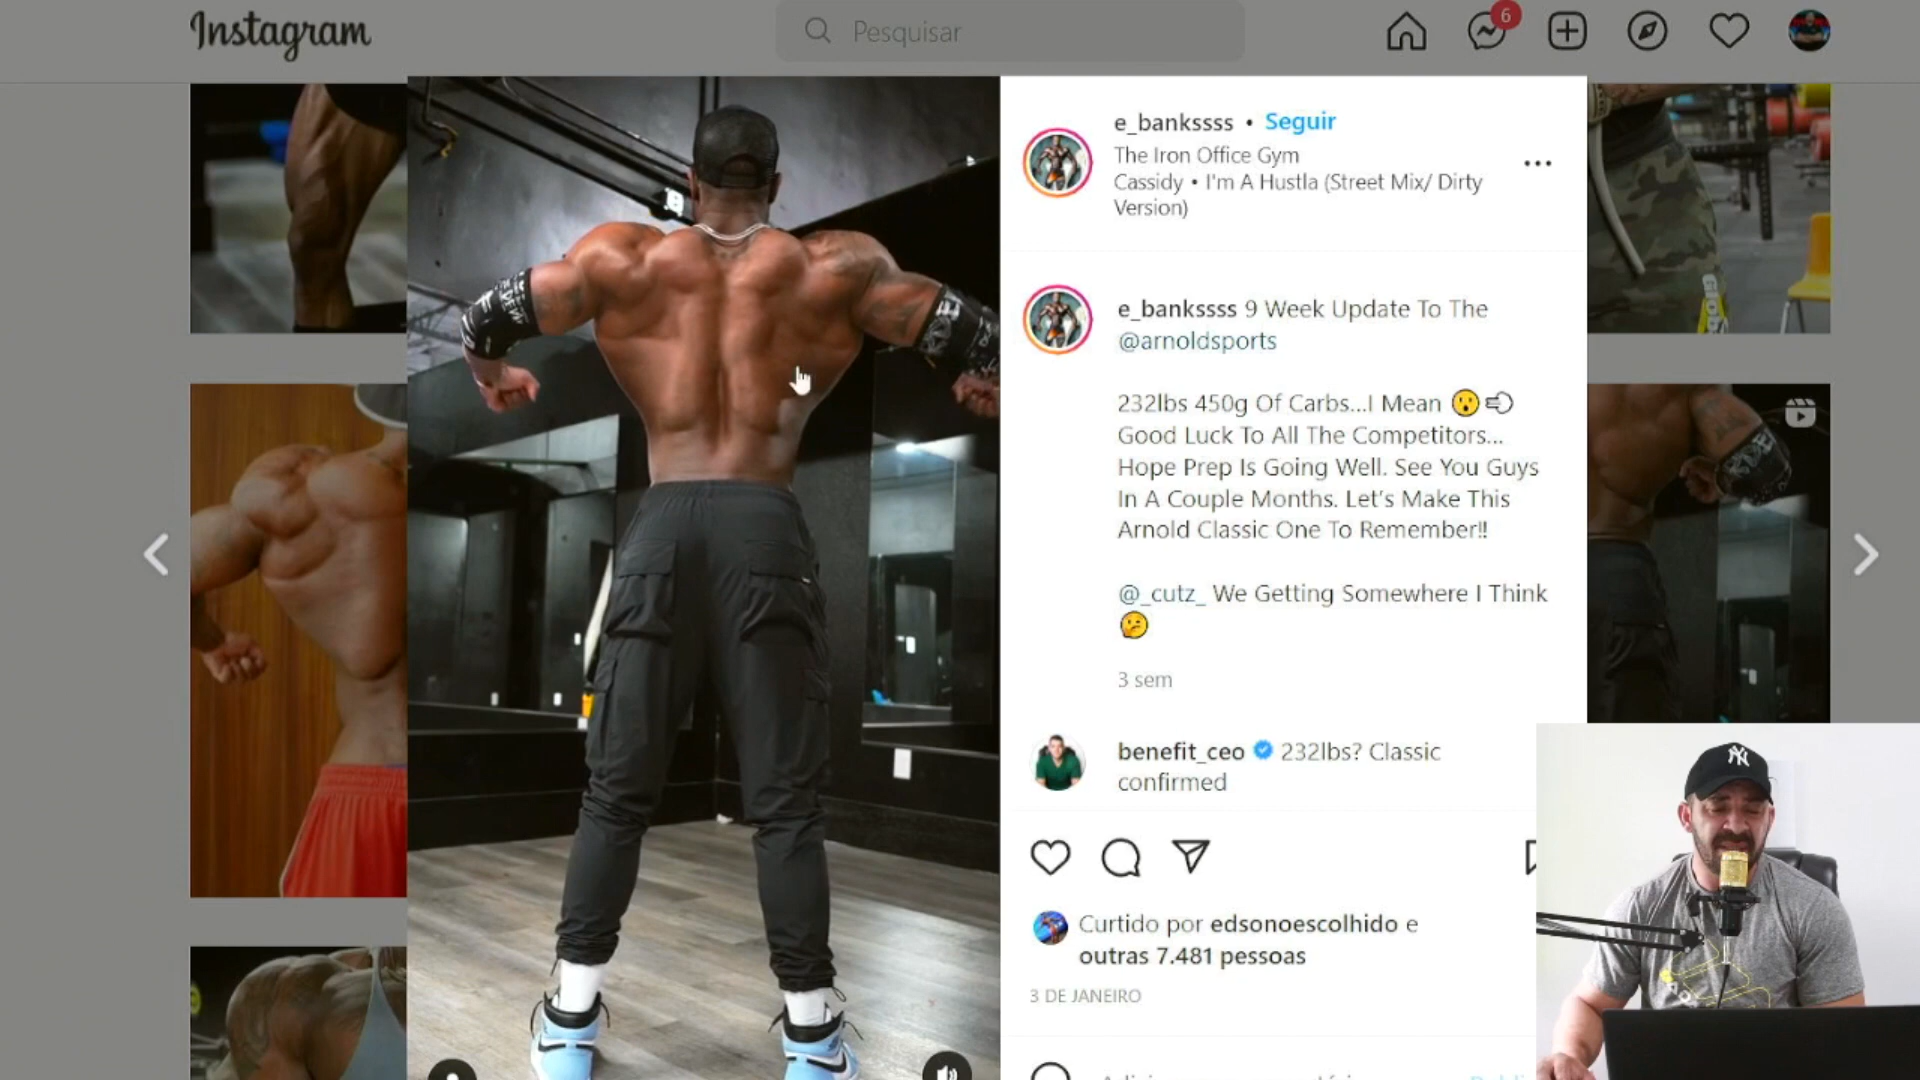 Instagram
Pesquisar
6
e_bankssss • Seguir
The Iron Office Gym
Cassidy • I'm A Hustla (Street Mix/ Dirty
Version)
e_bankssss 9 Week Update To The
@arnoldsports
232lbs 450g Of Carbs...I Mean 😮💨
Good Luck To All The Competitors...
Hope Prep Is Going Well. See You Guys
In A Couple Months. Let's Make This
Arnold Classic One To Remember!!
@_cutz_ We Getting Somewhere I Think
🤔
3 sem
benefit_ceo 232lbs? Classic
confirmed
Curtido por edsonoescolhido e
outras 7.481 pessoas
3 DE JANEIRO